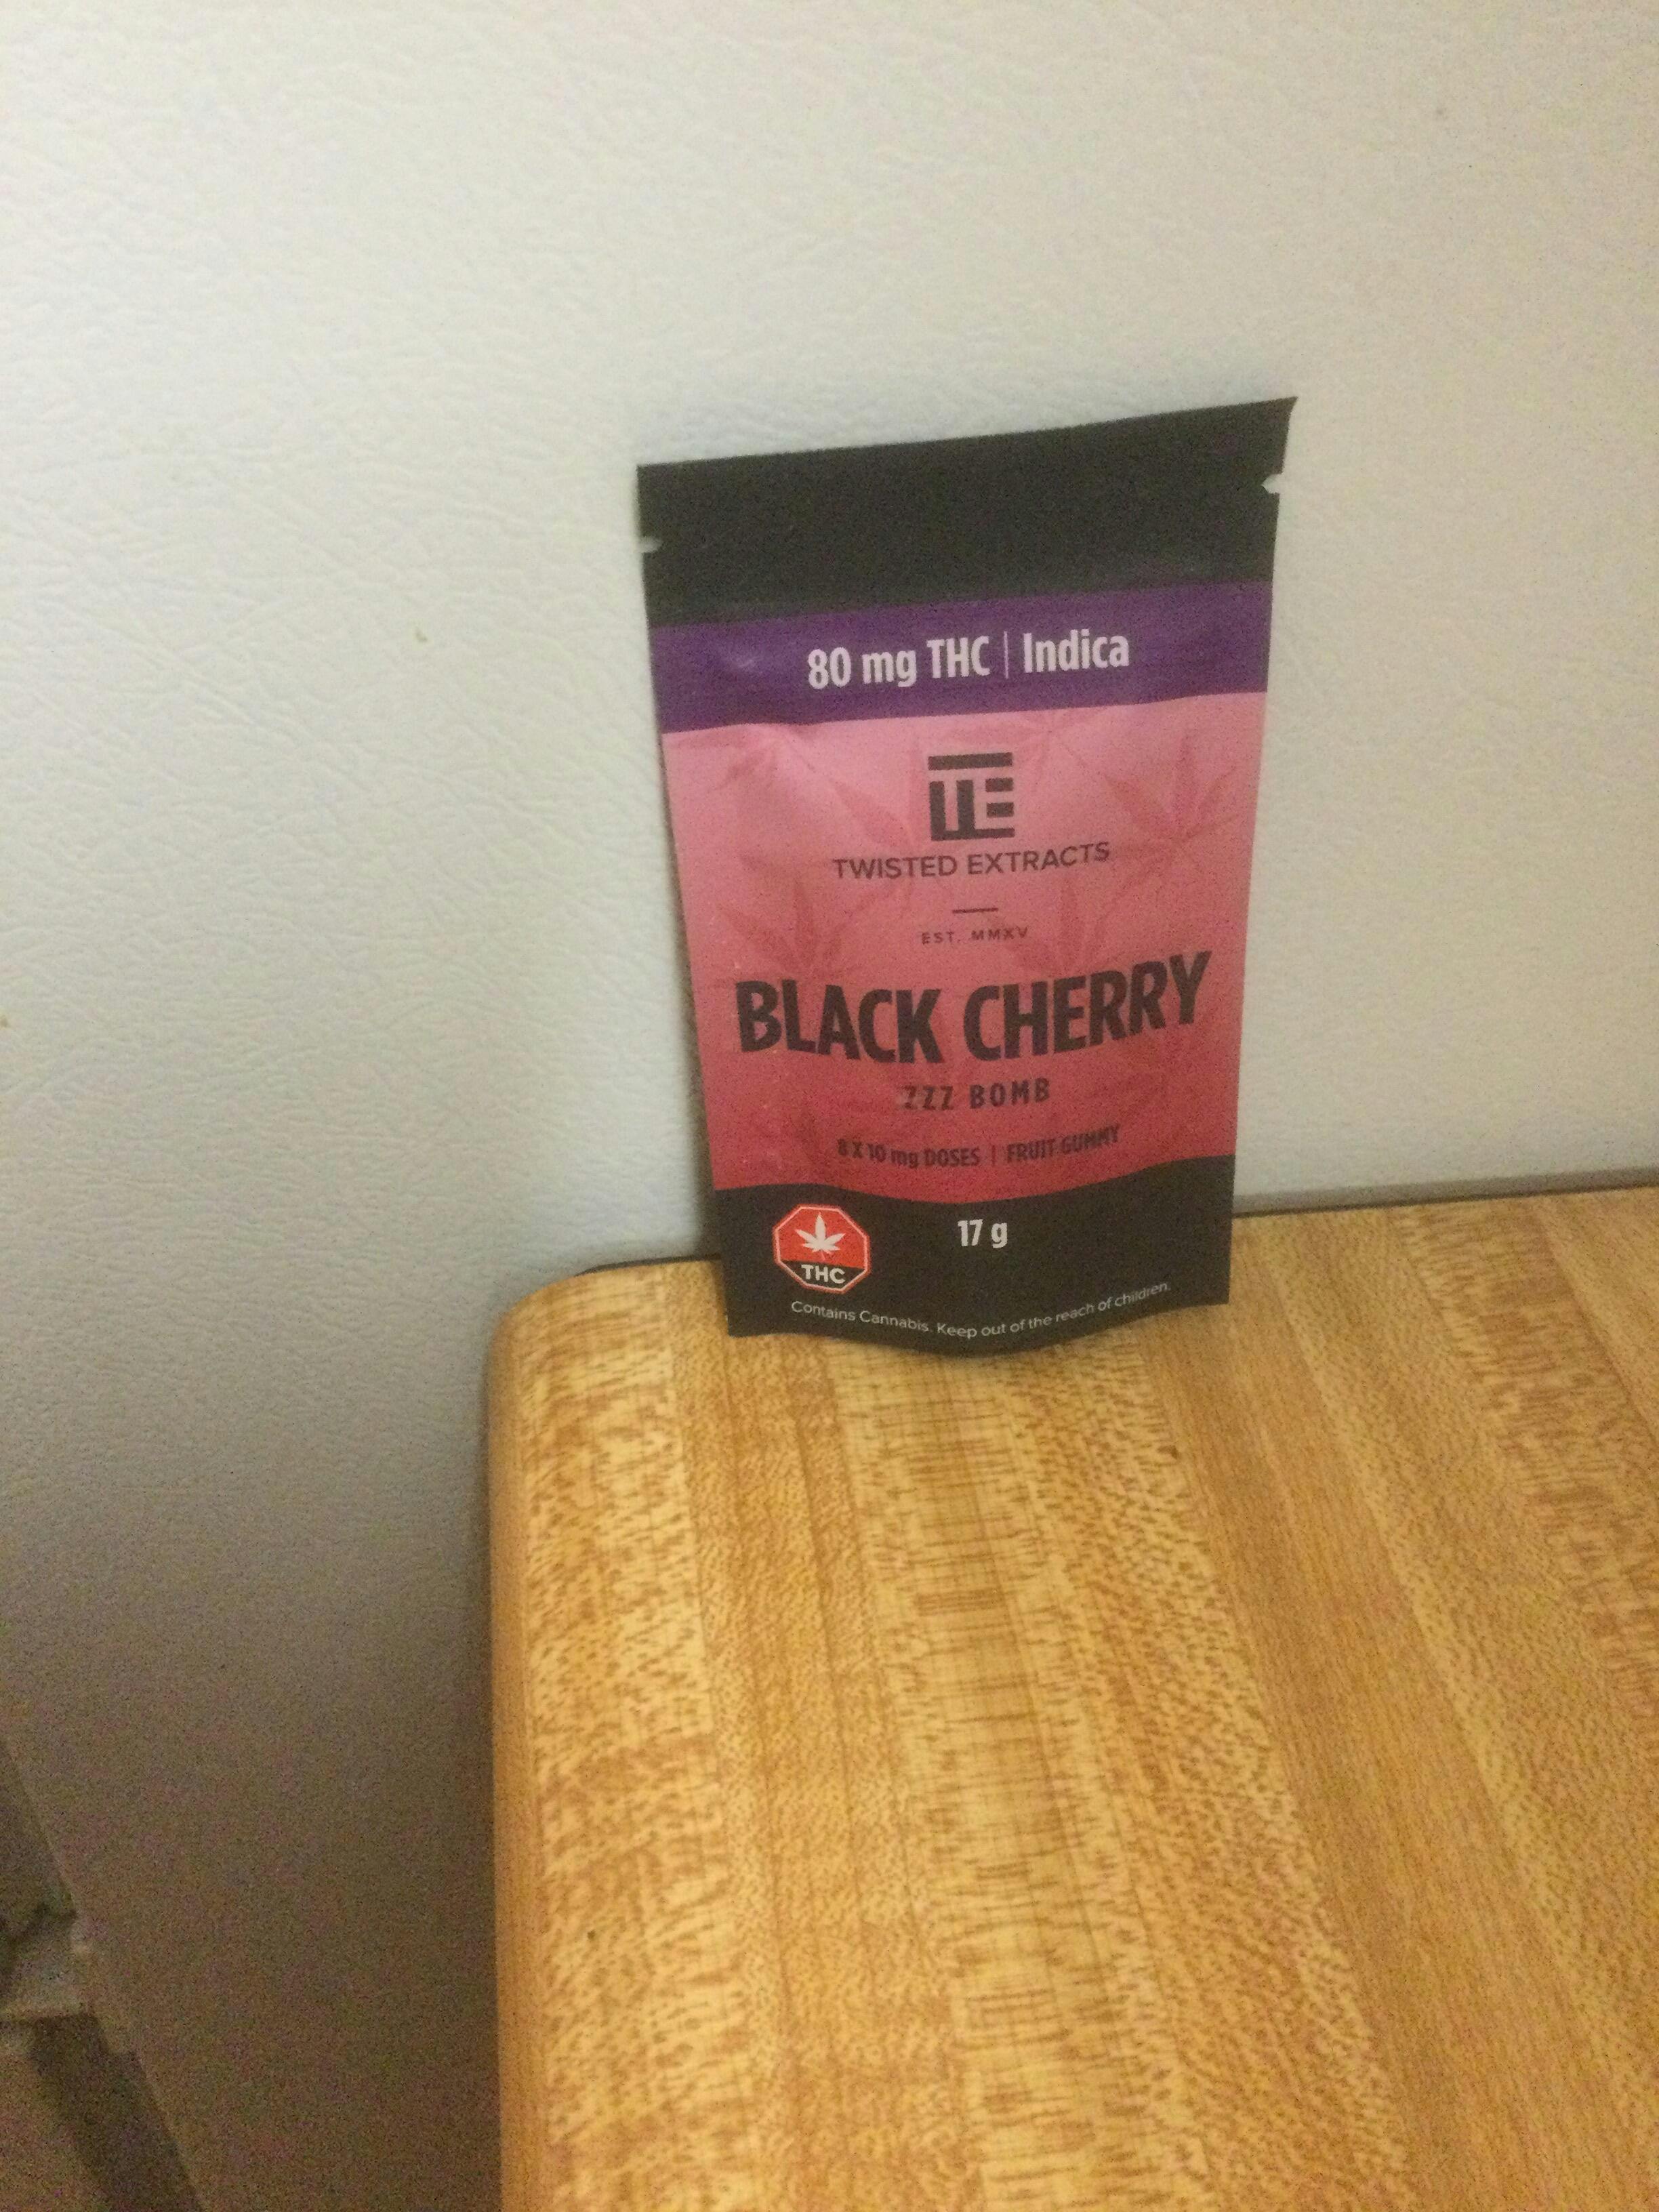 80 mg THC | Indica
TE
TWISTED EXTRACTS
EST. MMXV
BLACK CHERRY
ZZZ BOMB
8 X 10 mg DOSES | FRUIT GUMMY
17 g
THC
Contains Cannabis. Keep out of the reach of children.